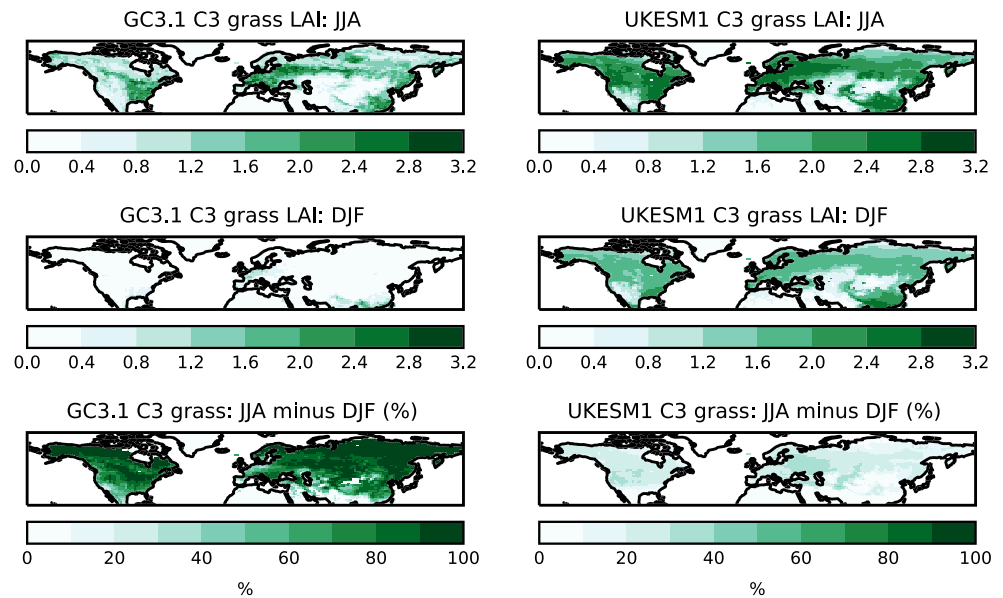 GC3.1 C3 grass LAI: JJA
UKESM1 C3 grass LAI: JJA
0.0 0.4 0.8 1.2 1.6 2.0 2.4 2.8 3.2
0.0 0.4 0.8 1.2 1.6 2.0 2.4 2.8 3.2
GC3.1 C3 grass LAI: DJF
UKESM1 C3 grass LAI: DJF
0.0 0.4 0.8 1.2 1.6 2.0 2.4 2.8 3.2
0.0 0.4 0.8 1.2 1.6 2.0 2.4 2.8 3.2
GC3.1 C3 grass: JJA minus DJF (%)
UKESM1 C3 grass: JJA minus DJF (%)
0 20 40 60 80 100
0 20 40 60 80 100
%
%